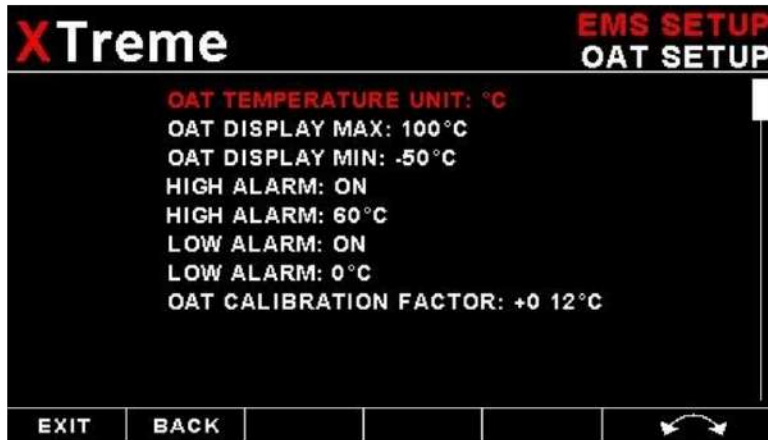 XTreme
EMS SETUP
OAT SETUP
OAT TEMPERATURE UNIT: °C
OAT DISPLAY MAX: 100°C
OAT DISPLAY MIN: -50°C
HIGH ALARM: ON
HIGH ALARM: 60°C
LOW ALARM: ON
LOW ALARM: 0°C
OAT CALIBRATION FACTOR: +0 12°C
EXIT BACK